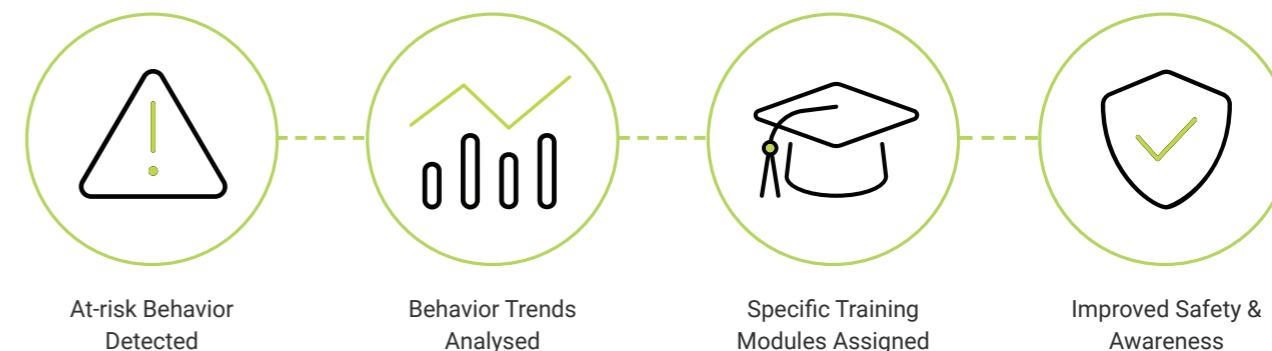 At-risk Behavior
Detected
Behavior Trends
Analysed
Specific Training
Modules Assigned
Improved Safety &
Awareness